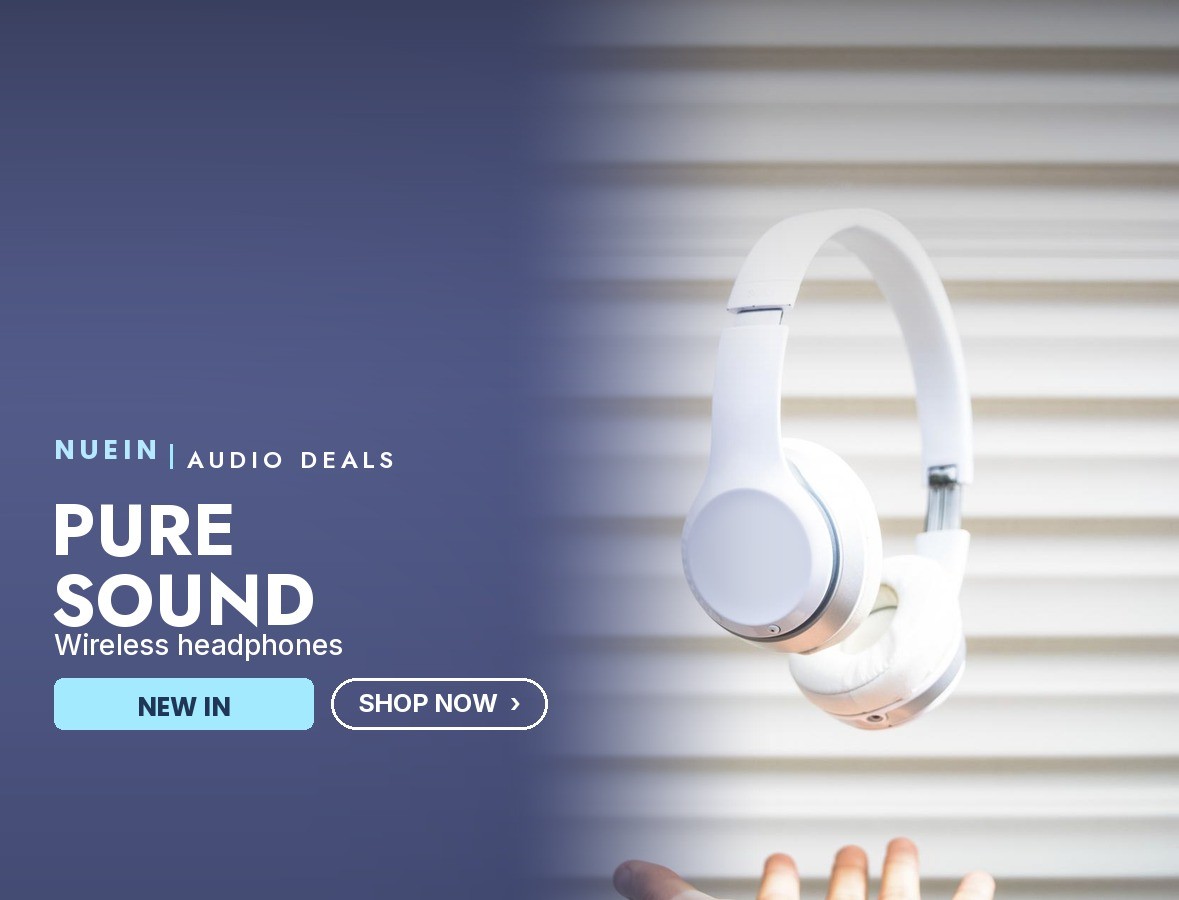 NUEIN | AUDIO DEALS
PURE
SOUND
Wireless headphones
NEW IN
SHOP NOW ›